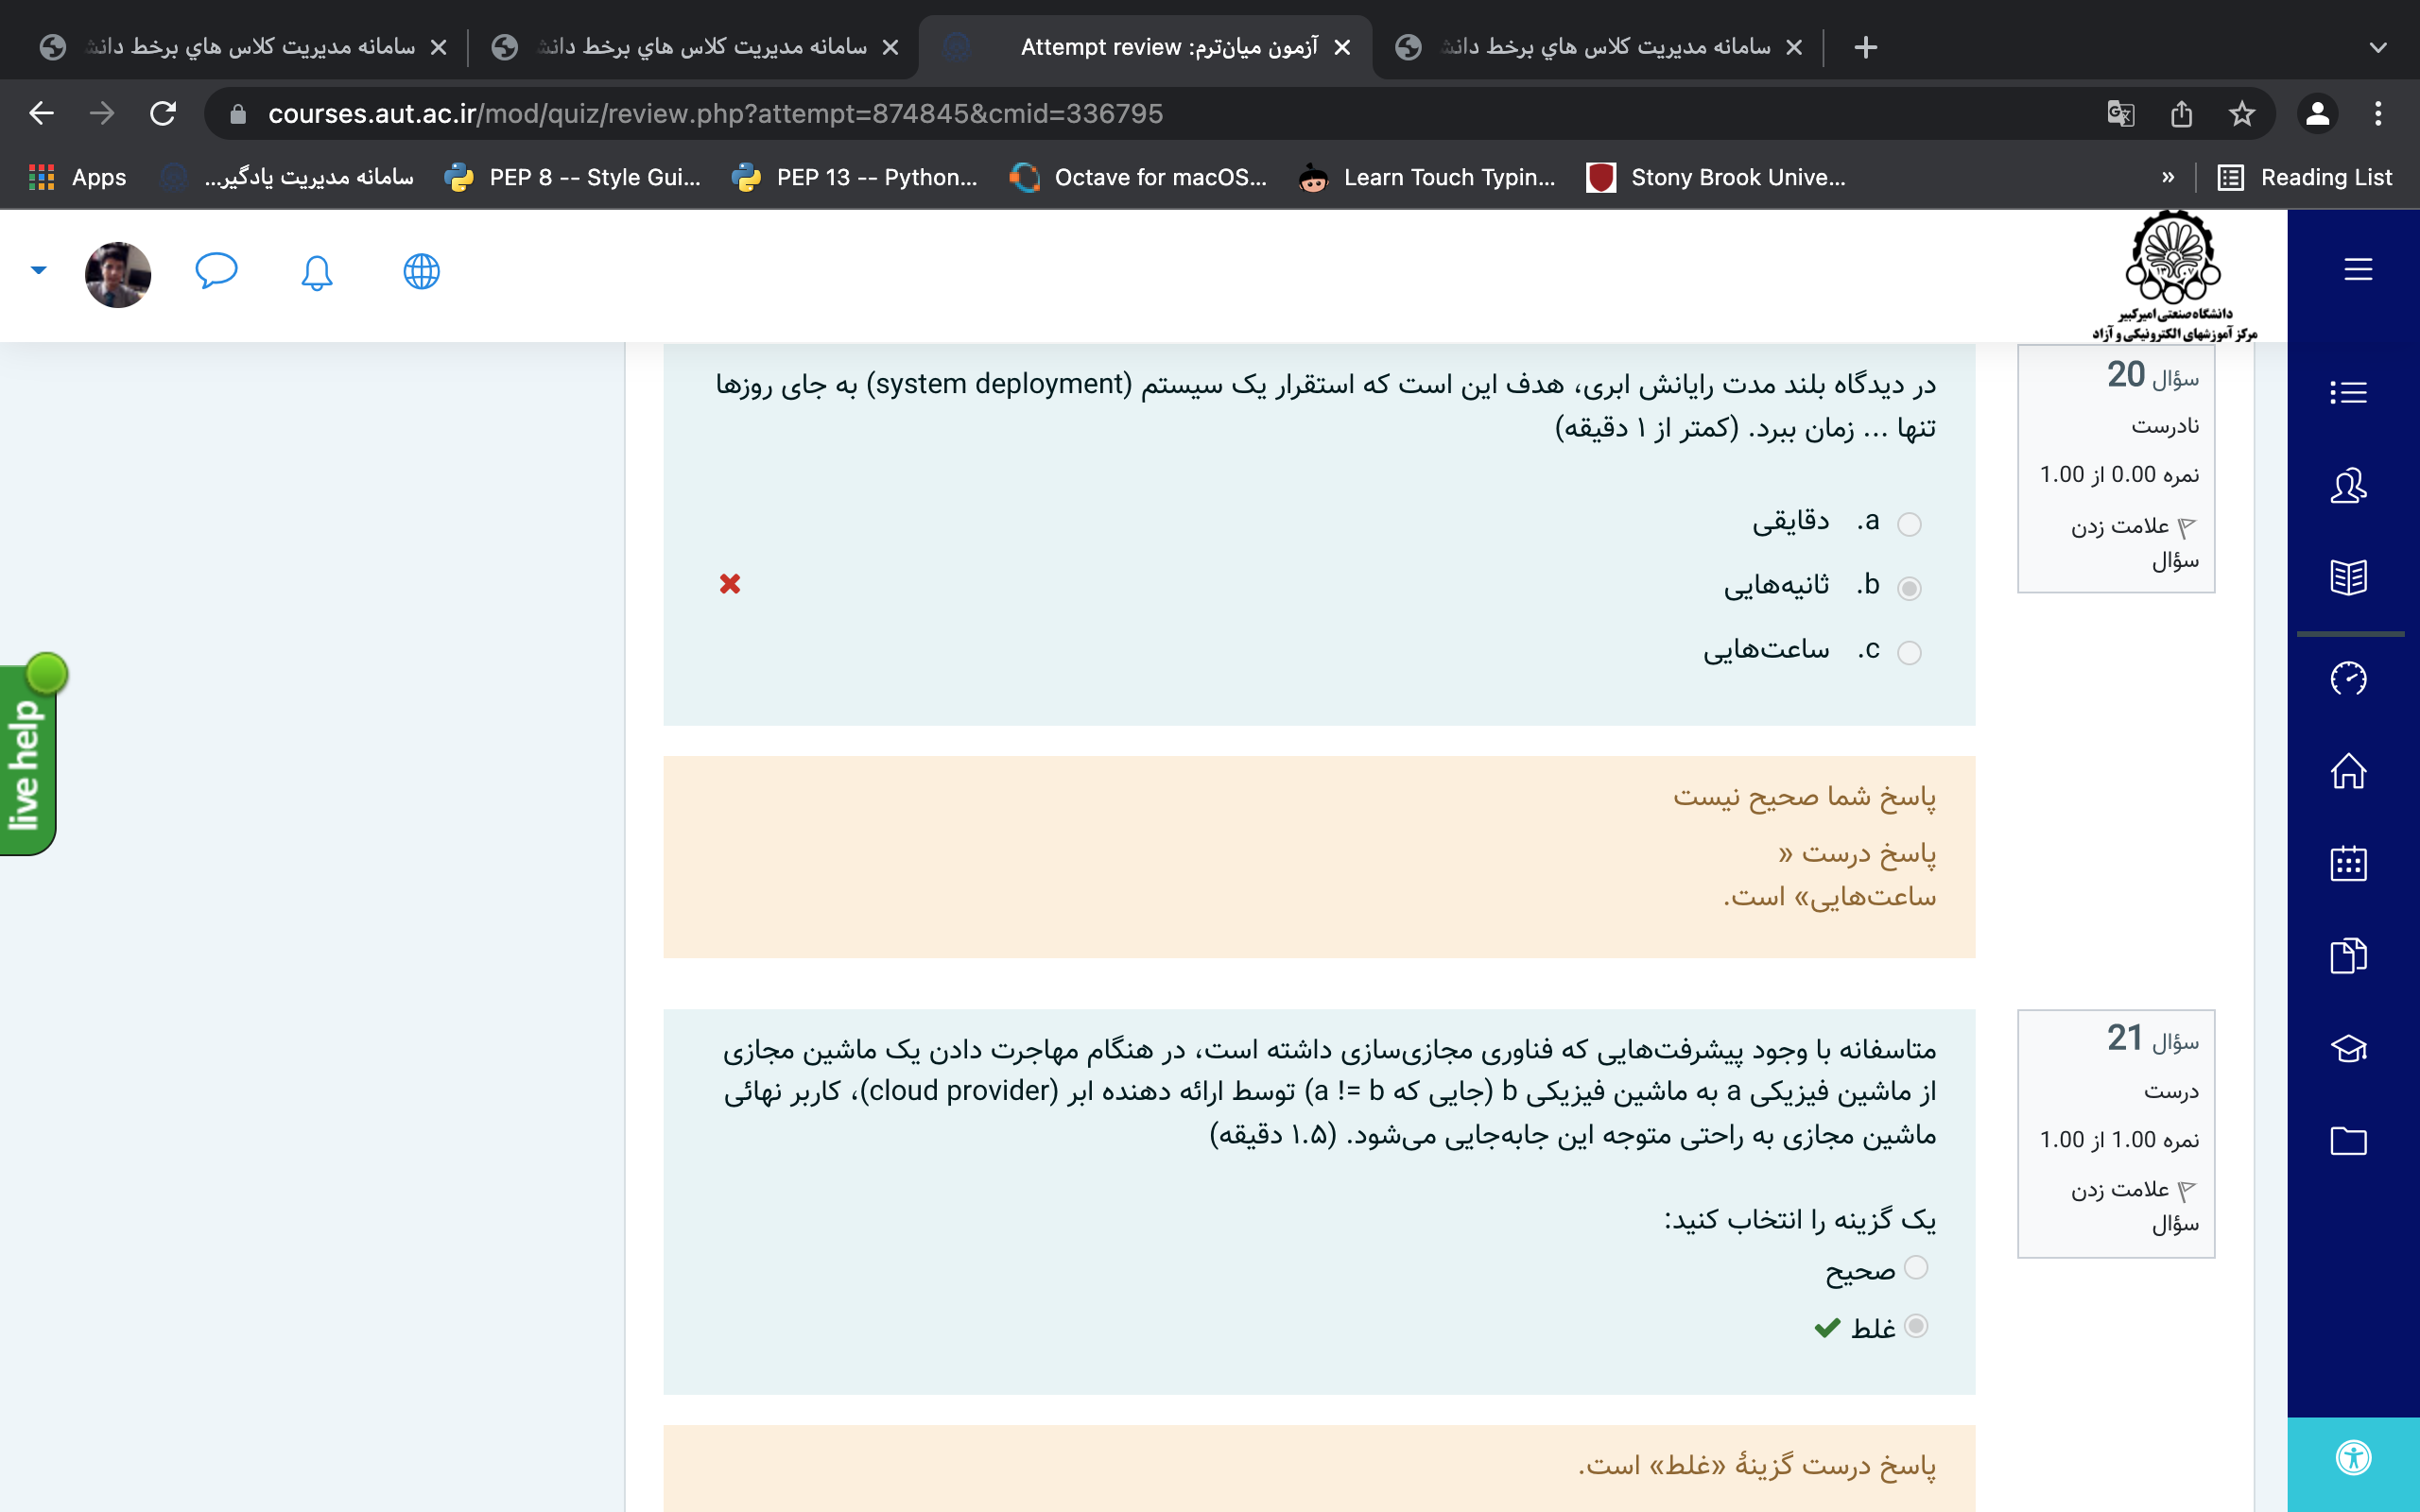 سامانه مدیریت کلاس هاي برخط دانش
سامانه مدیریت کلاس هاي برخط دانش
آزمون میان‌ترم: Attempt review
سامانه مدیریت کلاس هاي برخط دانش
courses.aut.ac.ir/mod/quiz/review.php?attempt=874845&cmid=336795
Apps
سامانه مدیریت یادگیر...
PEP 8 -- Style Gui...
PEP 13 -- Python...
Octave for macOS...
Learn Touch Typin...
Stony Brook Unive...
»
Reading List
۱۳۰۷
دانشگاه صنعتی امیرکبیر
مرکز آموزشهای الکترونیکی و آزاد
سؤال 20
نادرست
نمره 0.00 از 1.00
علامت زدن
سؤال
در دیدگاه بلند مدت رایانش ابری، هدف این است که استقرار یک سیستم (system deployment) به جای روزها
تنها ... زمان ببرد. (کمتر از ۱ دقیقه)
a. دقایقی
b. ثانیه‌هایی
c. ساعت‌هایی
پاسخ شما صحیح نیست
پاسخ درست «
ساعت‌هایی» است.
سؤال 21
درست
نمره 1.00 از 1.00
علامت زدن
سؤال
متاسفانه با وجود پیشرفت‌هایی که فناوری مجازی‌سازی داشته است، در هنگام مهاجرت دادن یک ماشین مجازی
از ماشین فیزیکی a به ماشین فیزیکی b (جایی که a != b) توسط ارائه دهنده ابر (cloud provider)، کاربر نهائی
ماشین مجازی به راحتی متوجه این جابه‌جایی می‌شود. (۱.۵ دقیقه)
یک گزینه را انتخاب کنید:
صحیح
غلط
پاسخ درست گزینهٔ «غلط» است.
live help